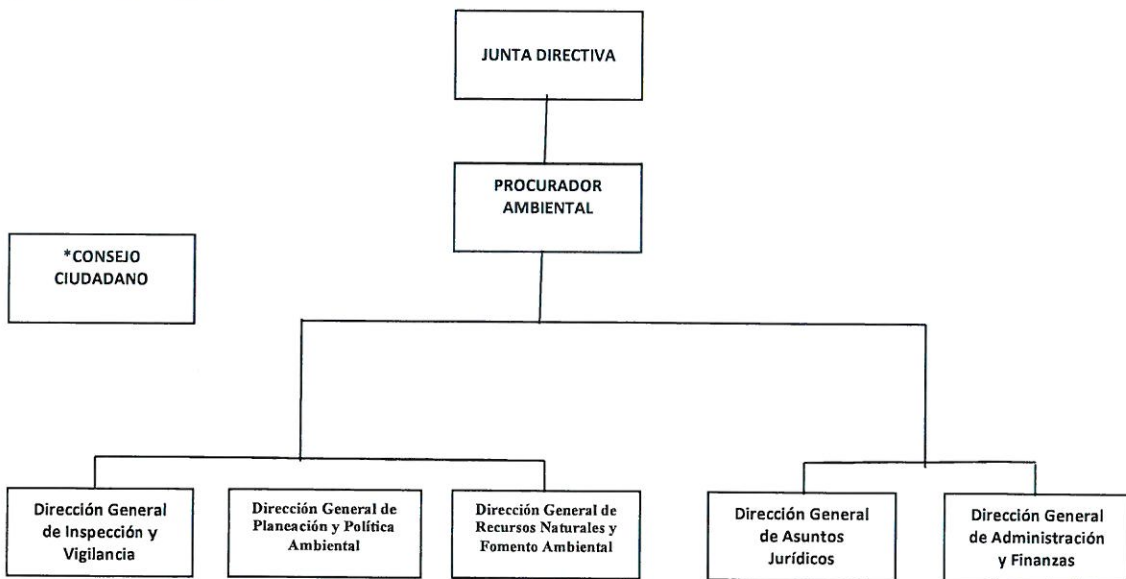 JUNTA DIRECTIVA
PROCURADOR
AMBIENTAL
*CONSEJO
CIUDADANO
Dirección General
de Inspección y
Vigilancia
Dirección General de
Planeación y Política
Ambiental
Dirección General de
Recursos Naturales y
Fomento Ambiental
Dirección General
de Asuntos
Jurídicos
Dirección General
de Administración
y Finanzas